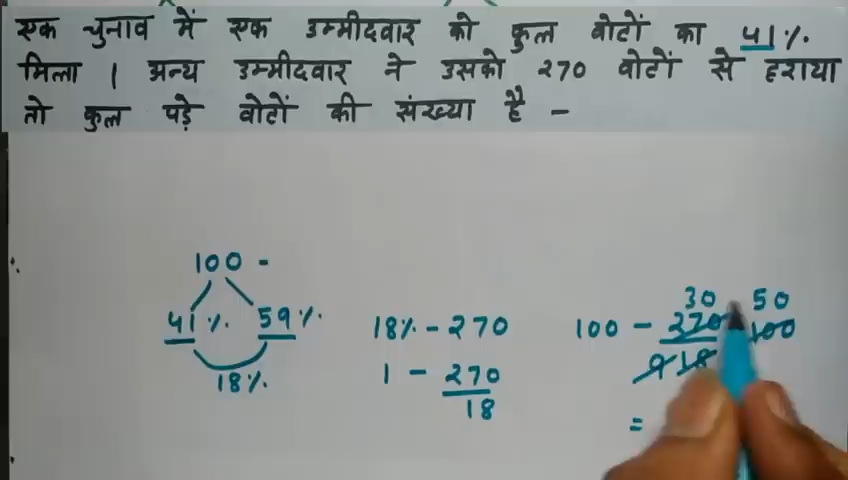 एक चुनाव में एक उम्मीदवार को कुल वोटों का 41%
मिला । अन्य उम्मीदवार ने उसको 270 वोटों से हराया
तो कुल पड़े वोटों की संख्या है -
100 -
41% 59%
18%
18% - 270
1 - 270
18
30 50
100 - 270 100
9 18
=